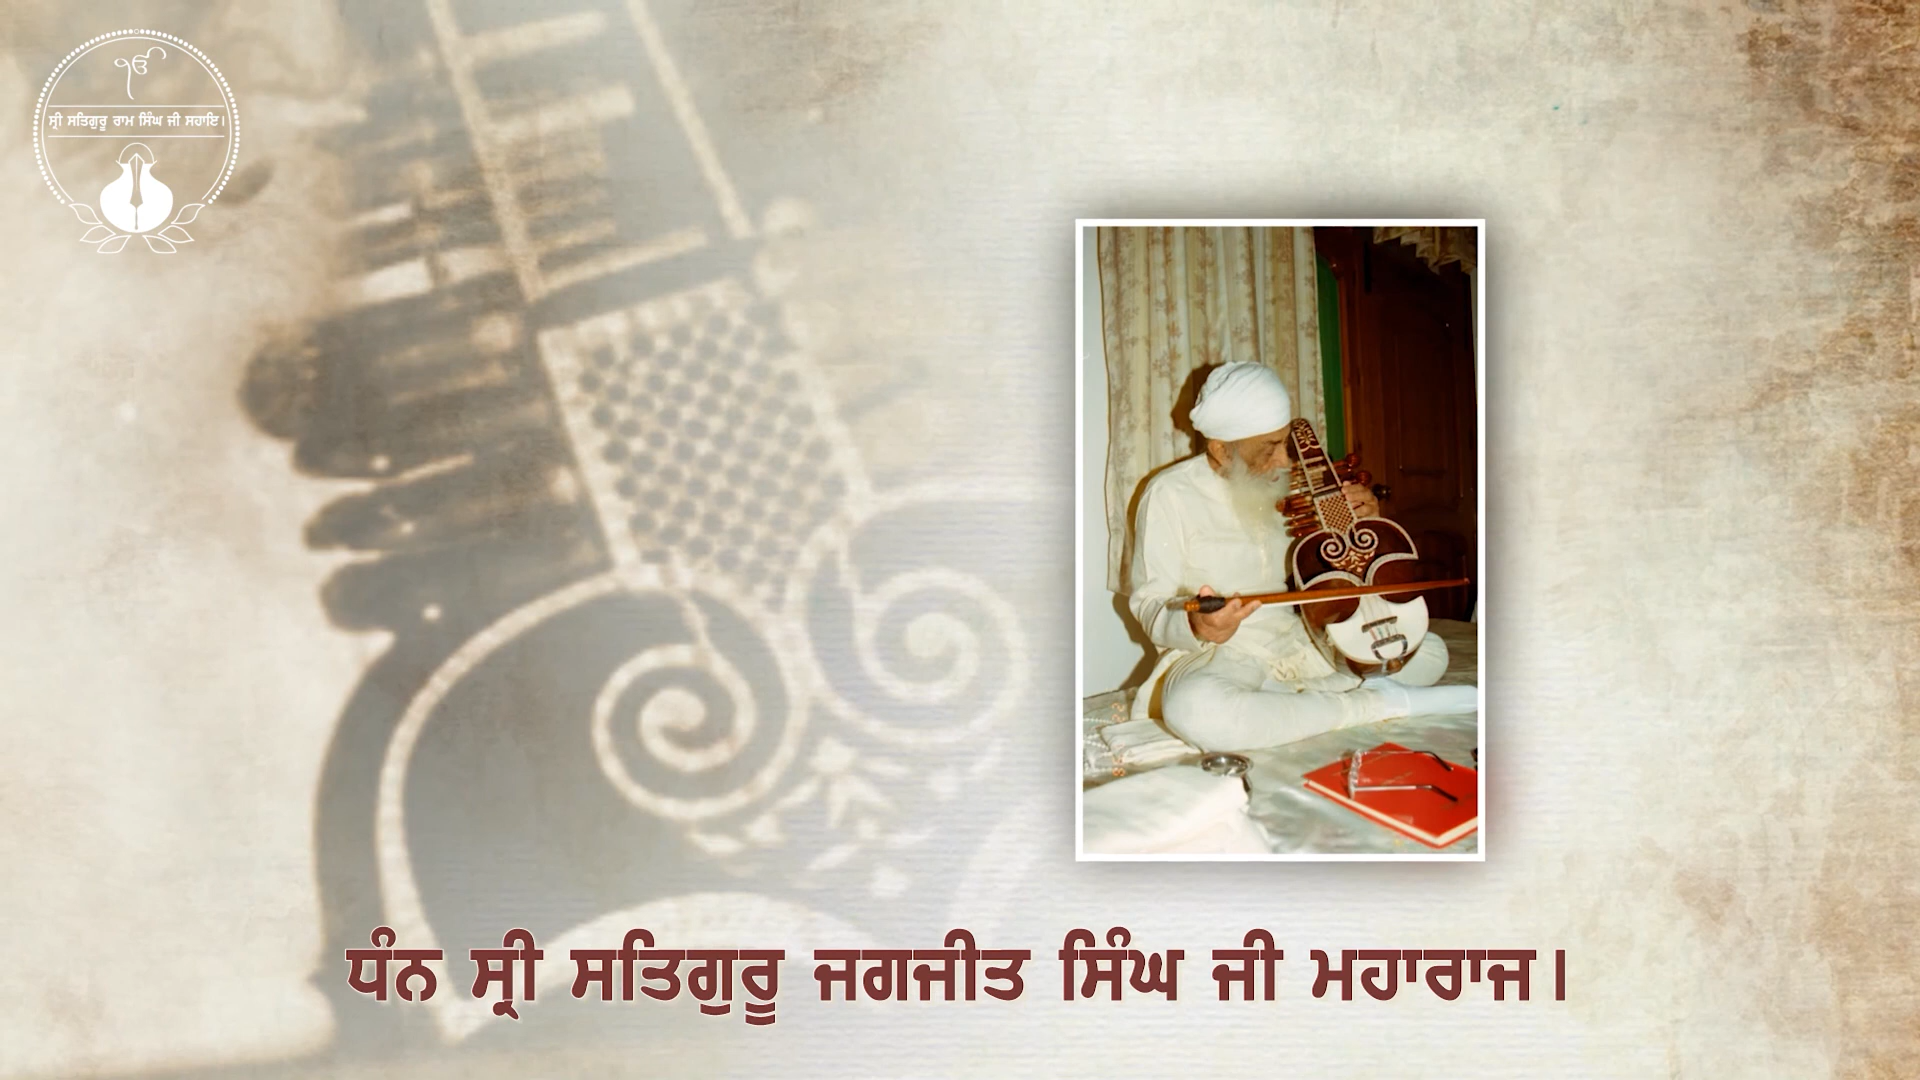 ੴ
ਸ੍ਰੀ ਸਤਿਗੁਰੂ ਰਾਮ ਸਿੰਘ ਜੀ ਸਹਾਇ।
ਧੰਨ ਸ੍ਰੀ ਸਤਿਗੁਰੂ ਜਗਜੀਤ ਸਿੰਘ ਜੀ ਮਹਾਰਾਜ।